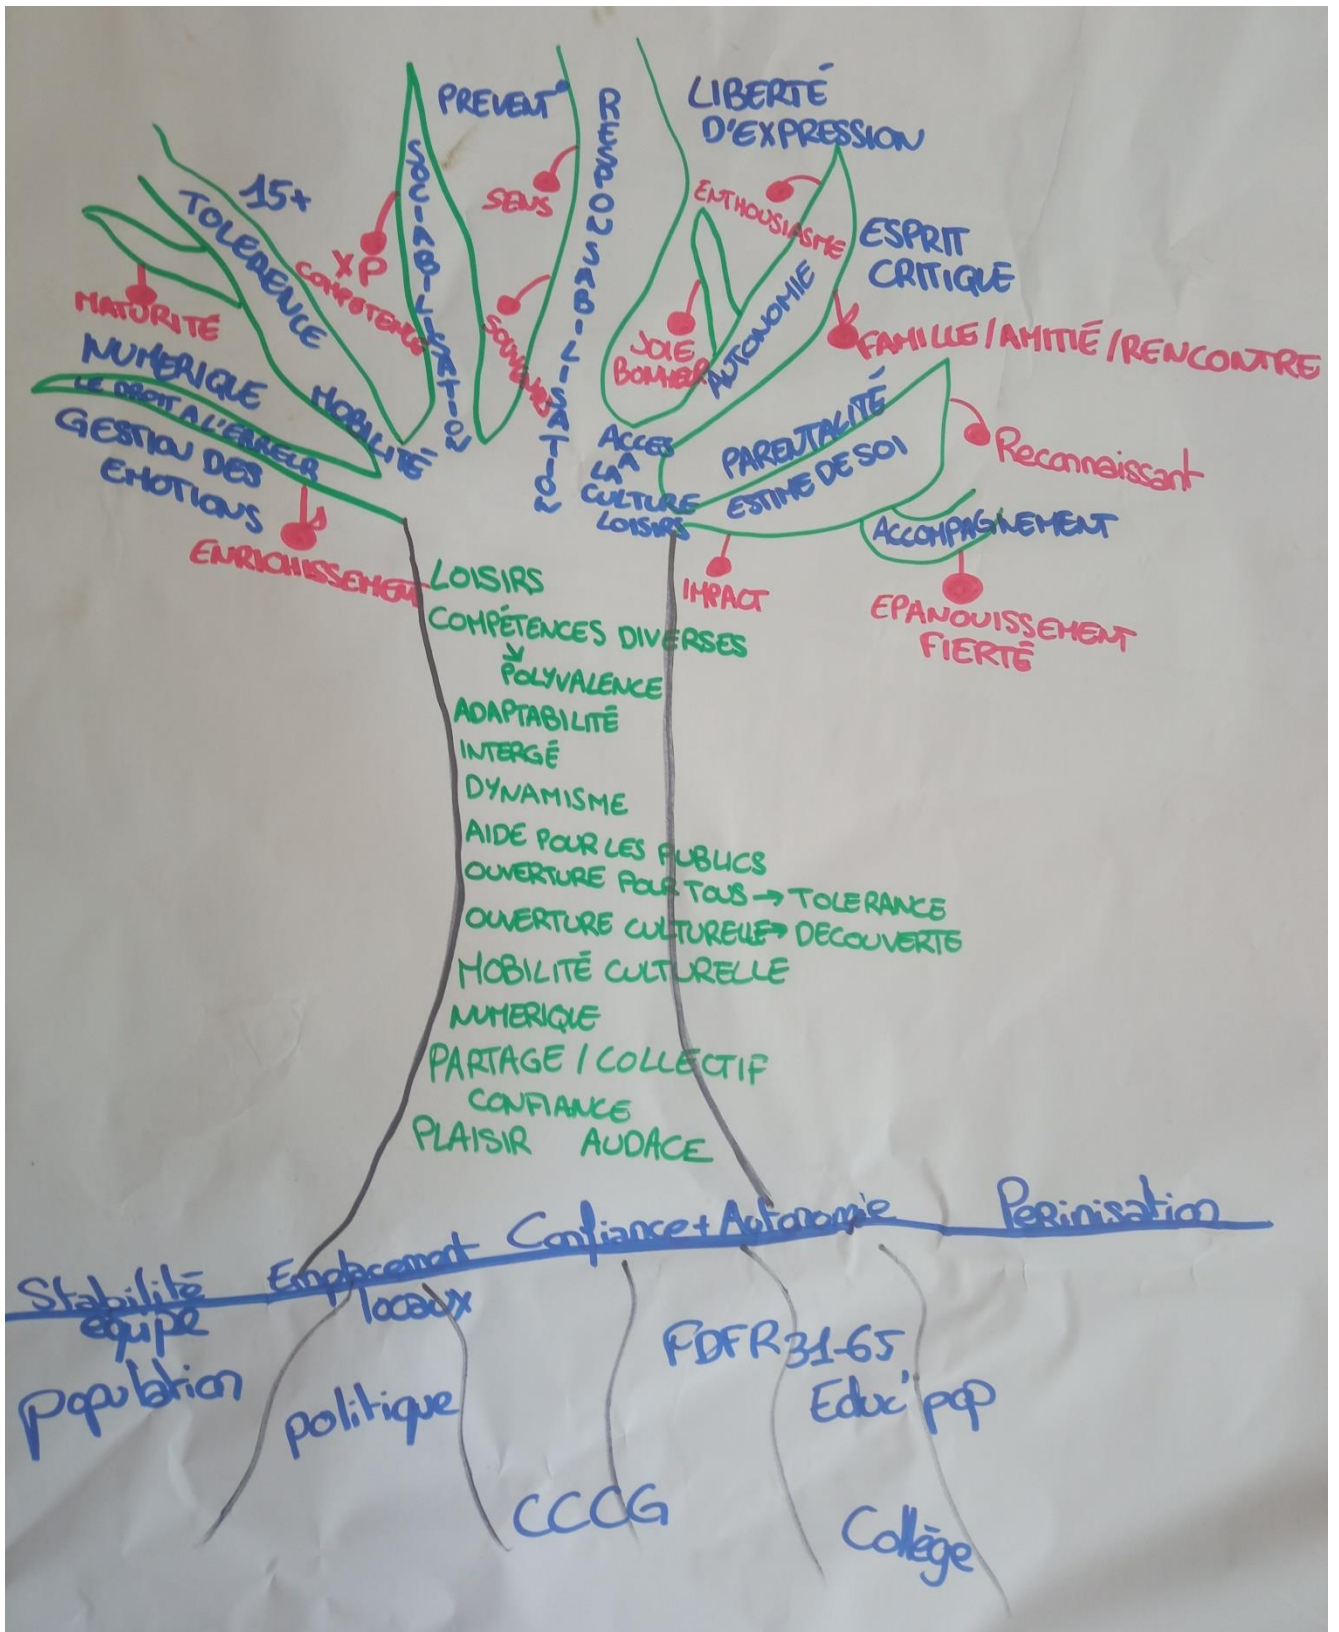 LIBERTÉ
D'EXPRESSION
PREVENT°
RESPONSABILISATION
SOCIABILISATION
15+
TOLERENCE
SENS
ENTHOUSIASME
ESPRIT
CRITIQUE
XP
COMPÉTENCE
MATURITÉ
SOUVENIRS
JOIE
BONHEUR
AUTONOMIE
FAMILLE / AMITIÉ / RENCONTRE
NUMERIQUE
LE DROIT A L'ERREUR
MOBILITÉ
GESTION DES
EMOTIONS
ACCES
A
LA
CULTURE
LOISIRS
PARENTALITÉ
ESTIME DE SOI
Reconnaissant
ACCOMPAGNEMENT
ENRICHISSEMENT
IMPACT
EPANOUISSEMENT
FIERTÉ
LOISIRS
COMPÉTENCES DIVERSES
↘
POLYVALENCE
ADAPTABILITÉ
INTERGÉ
DYNAMISME
AIDE POUR LES PUBLICS
OUVERTURE POUR TOUS → TOLERANCE
OUVERTURE CULTURELLE → DECOUVERTE
MOBILITÉ CULTURELLE
NUMERIQUE
PARTAGE / COLLECTIF
CONFIANCE
PLAISIR AUDACE
Stabilité
équipe
Emplacement
locaux
Confiance + Autonomie
Perinisation
population
politique
CCCG
FDFR 31-65
Educ' pop
Collège